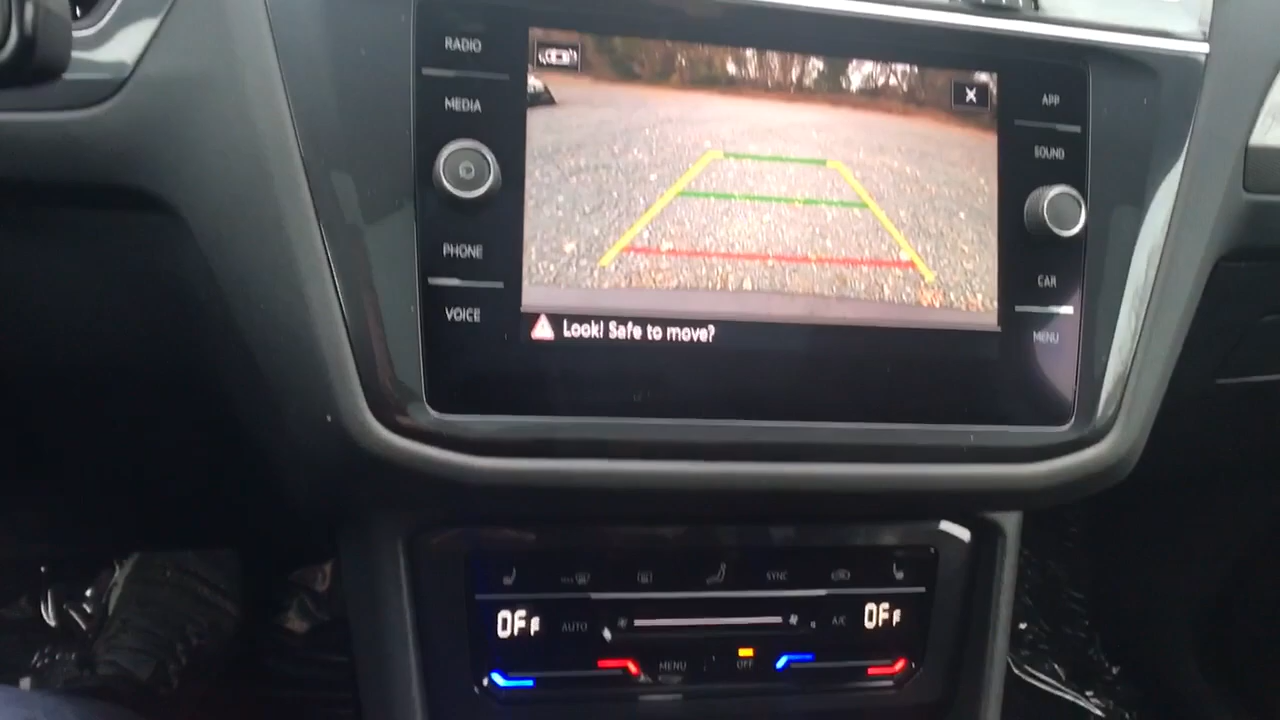 RADIO
MEDIA
PHONE
VOICE
X
APP
SOUND
CAR
MENU
Look! Safe to move?
SYNC
OFF
AUTO
A/C
OFF
MENU
OFF